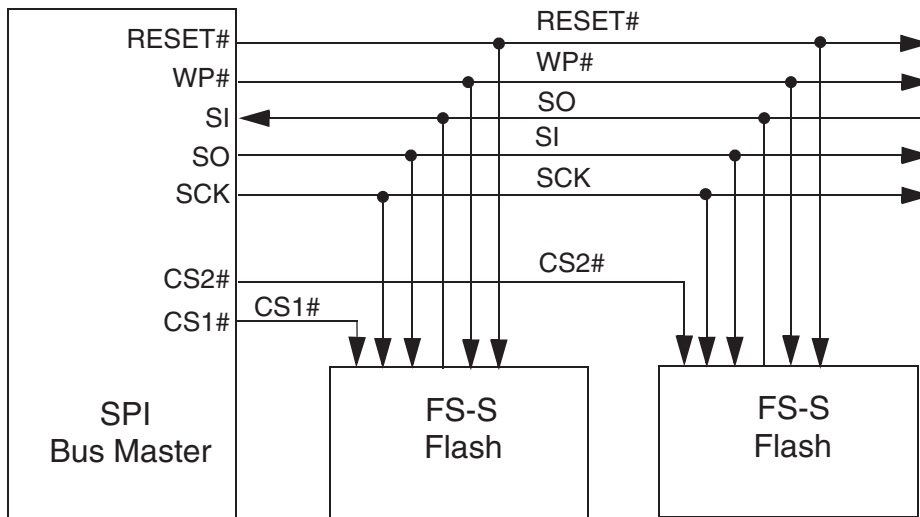 RESET#
RESET#
WP#
WP#
SI
SO
SO
SI
SCK
SCK
CS2#
CS2#
CS1#
CS1#
SPI
Bus Master
FS-S
Flash
FS-S
Flash